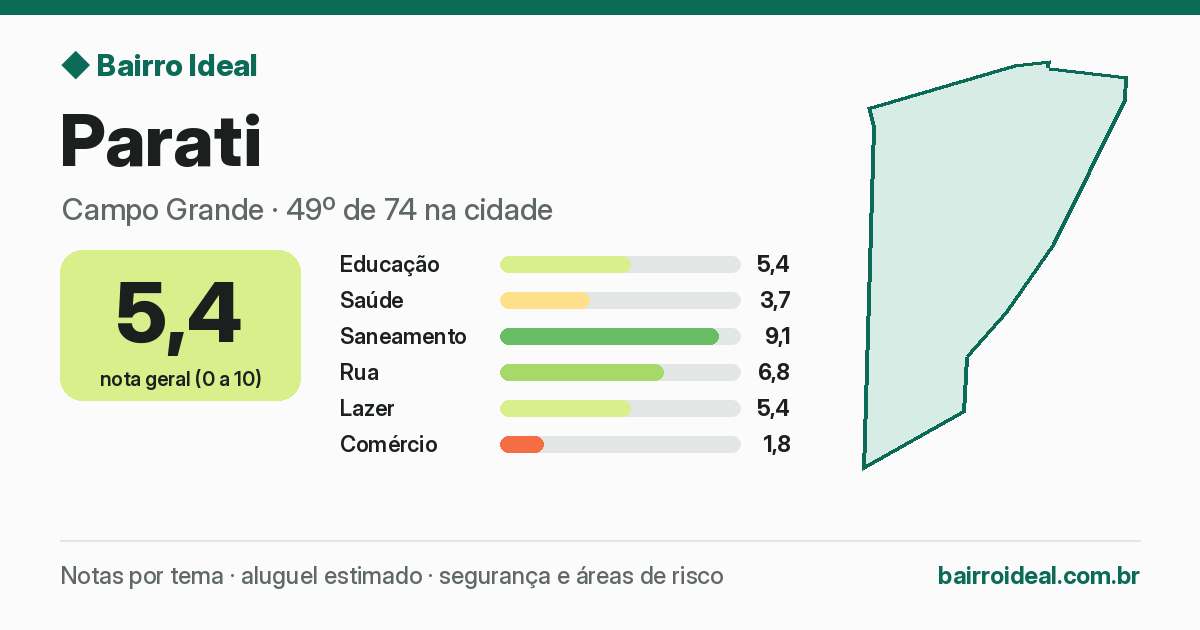 Bairro Ideal
Parati
Campo Grande · 49º de 74 na cidade
5,4
nota geral (0 a 10)
Educação 5,4
Saúde 3,7
Saneamento 9,1
Rua 6,8
Lazer 5,4
Comércio 1,8
Notas por tema · aluguel estimado · segurança e áreas de risco
bairroideal.com.br